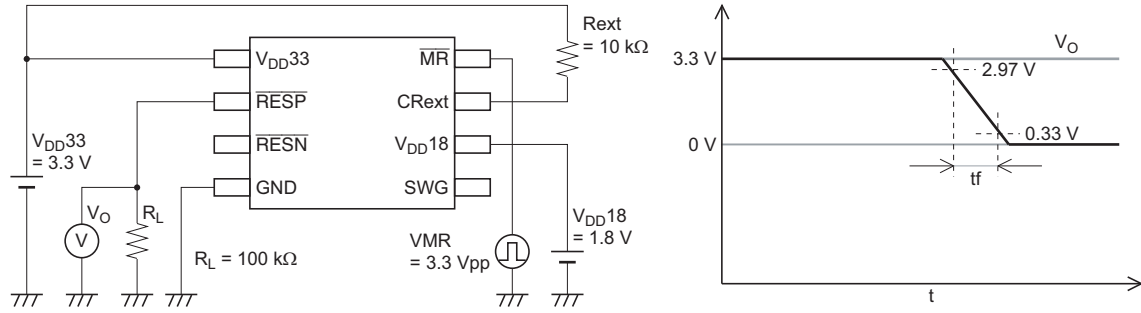 Rext
= 10 kΩ
VDD33
MR
RESP
CRext
RESN
VDD18
GND
SWG
VDD33
= 3.3 V
VO
V
RL
RL = 100 kΩ
VMR
= 3.3 Vpp
VDD18
= 1.8 V
3.3 V
VO
2.97 V
0.33 V
0 V
tf
t